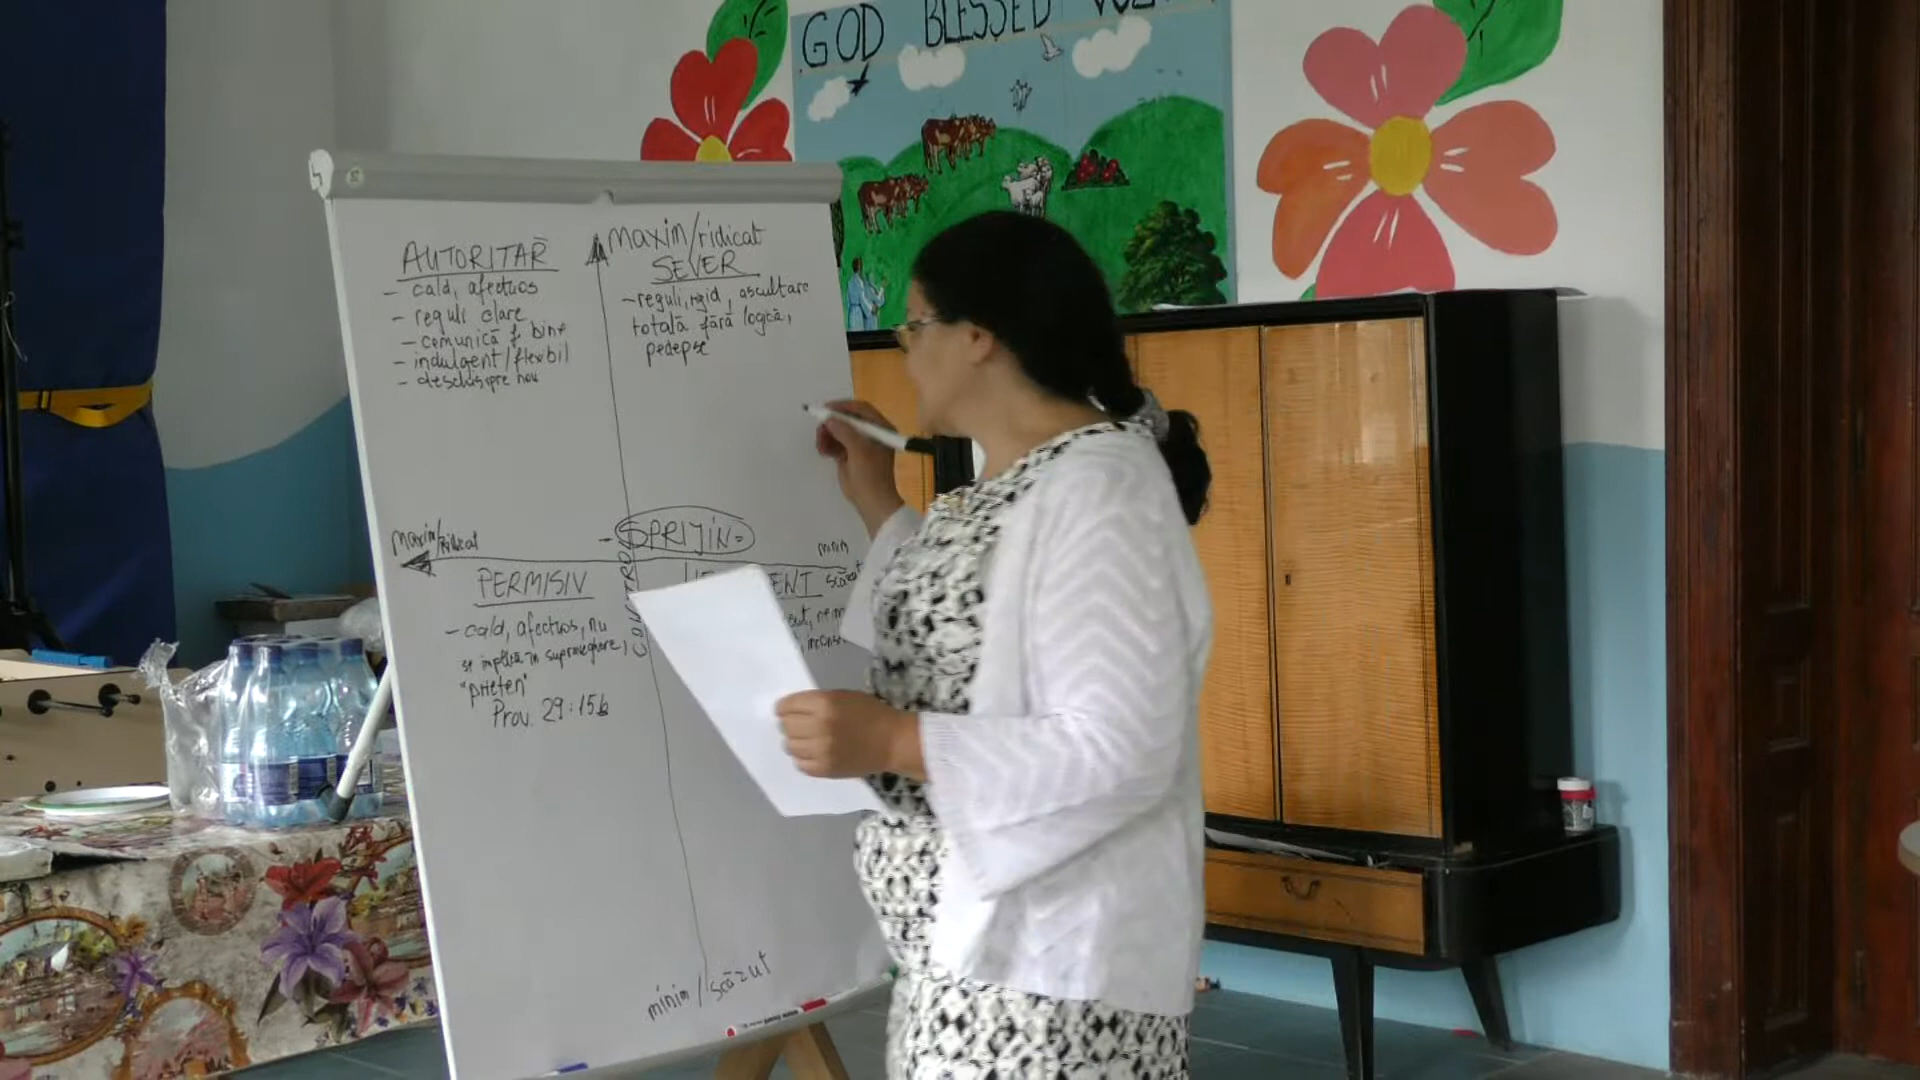 GOD BLESSED
AUTORITAR
- cald, afectuos
- reguli clare
- comunică f bine
- indulgent/flexibil
- deschis spre nou
maxim/ridicat
SEVER
- reguli, rigid, ascultare
totală fără logică,
pedepse
maxim/ridicat
SPRIJIN
minim
CONTROL
PERMISIV
- cald, afectuos, nu
se implică în supraveghere,
"prieten"
Prov. 29:15b
minim/scăzut